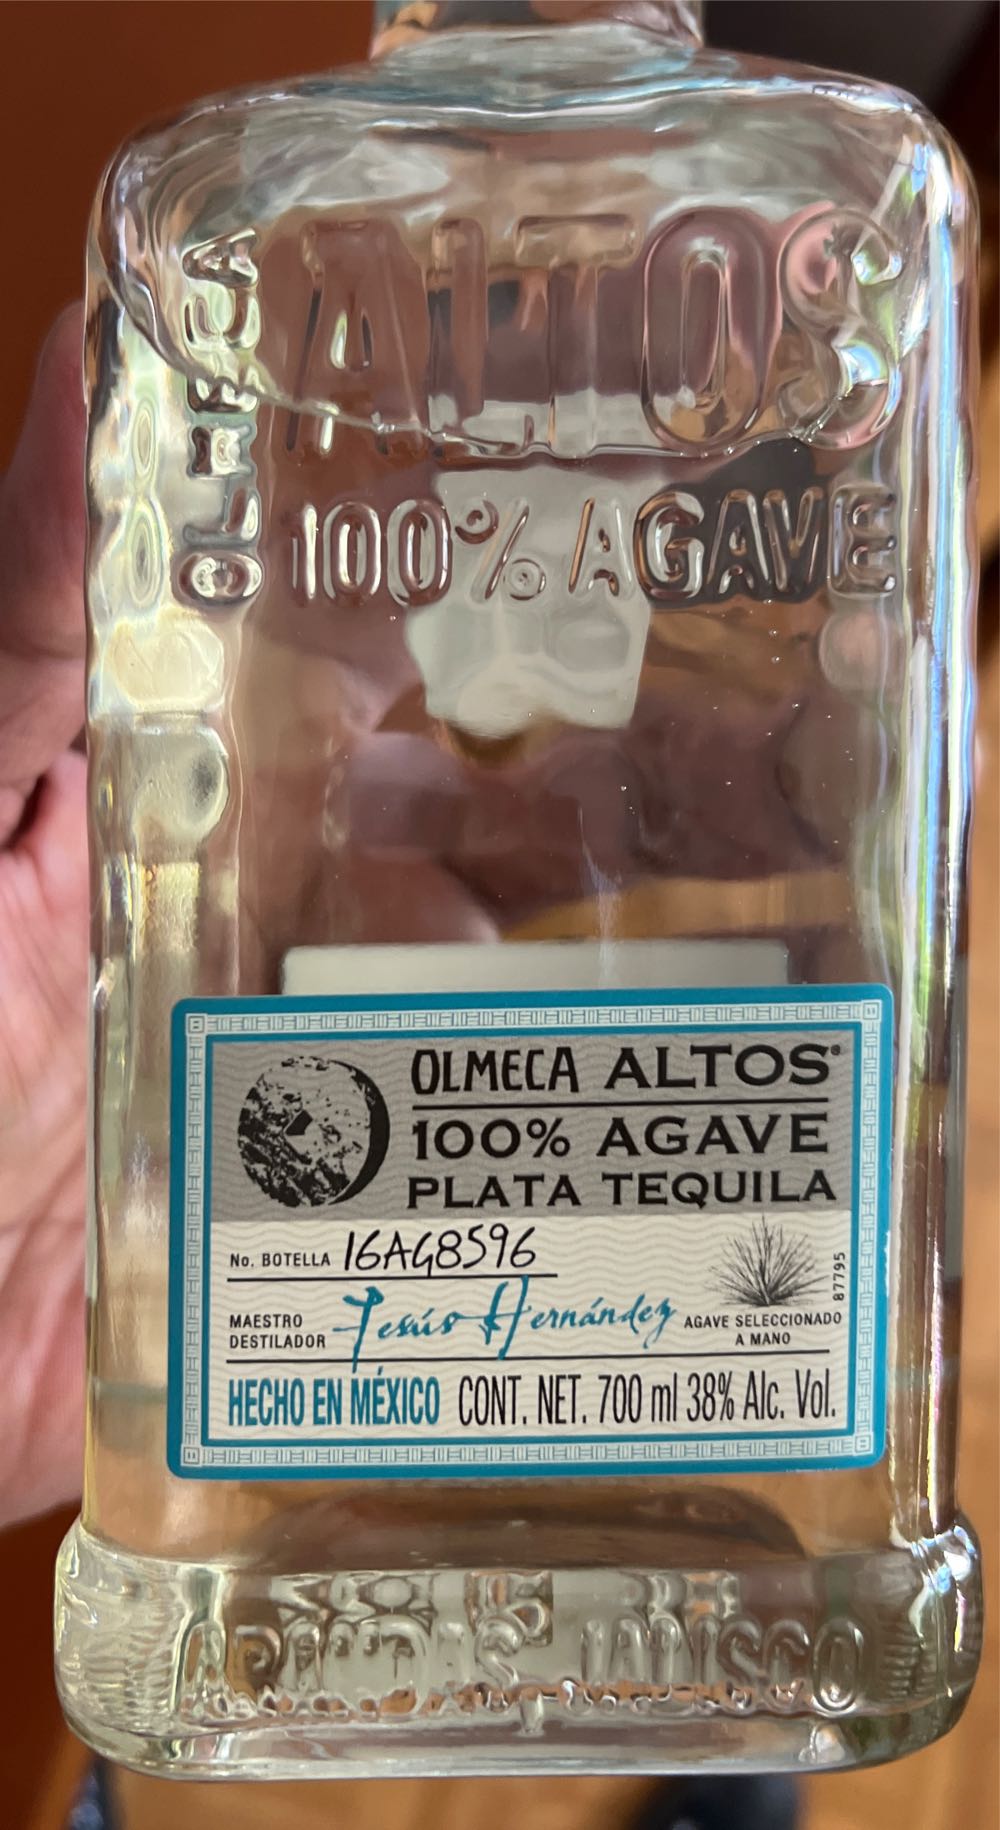 OLMECA
ALTOS
100% AGAVE
OLMECA ALTOS®
100% AGAVE
PLATA TEQUILA
No. BOTELLA 16AG8596
MAESTRO
DESTILADOR
Jesús Hernández
AGAVE SELECCIONADO
A MANO
87795
HECHO EN MÉXICO CONT. NET. 700 ml 38% Alc. Vol.
ARANDAS, JALISCO